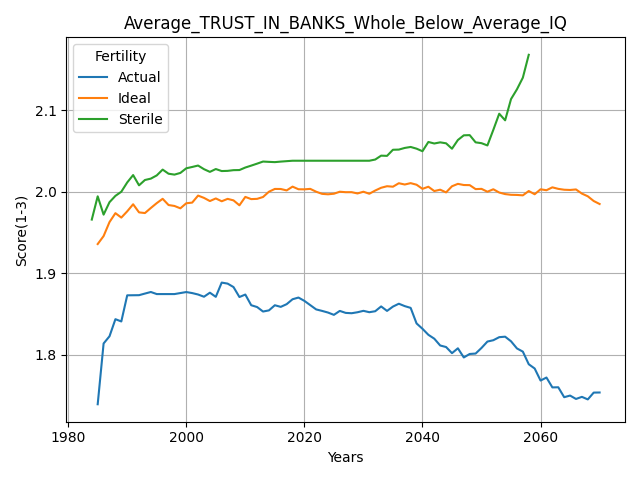 Average_TRUST_IN_BANKS_Whole_Below_Average_IQ
Fertility
Actual
Ideal
Sterile
Score(1-3)
2.1
2.0
1.9
1.8
1980 2000 2020 2040 2060
Years